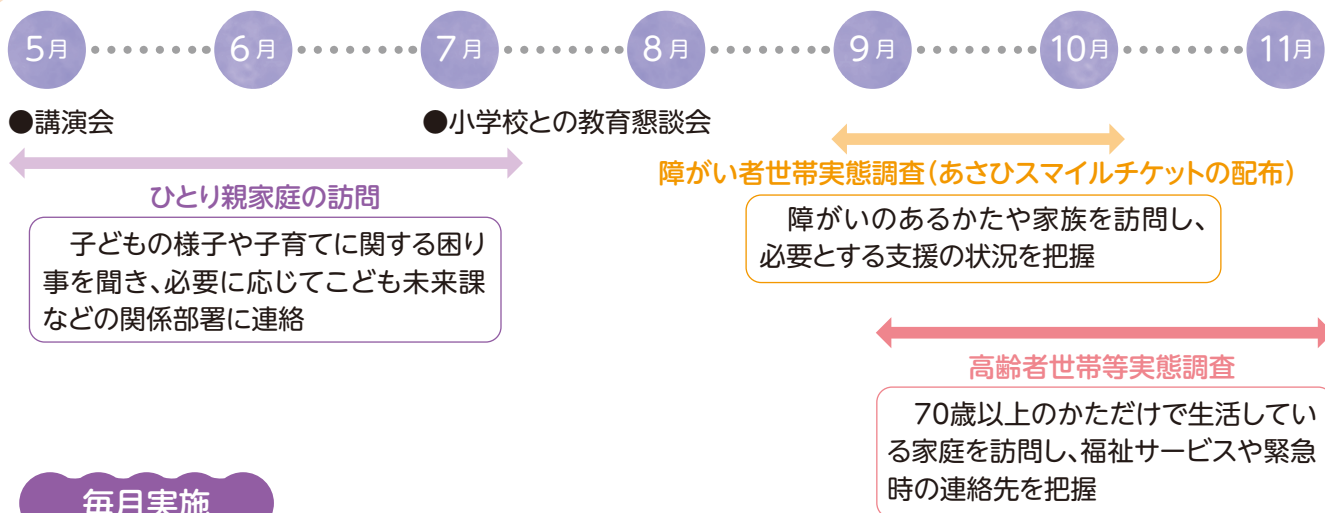 5月 6月 7月 8月 9月 10月 11月
●講演会
●小学校との教育懇談会
ひとり親家庭の訪問
子どもの様子や子育てに関する困り
事を聞き、必要に応じてこども未来課
などの関係部署に連絡
障がい者世帯実態調査(あさひスマイルチケットの配布)
障がいのあるかたや家族を訪問し、
必要とする支援の状況を把握
高齢者世帯等実態調査
70歳以上のかただけで生活してい
る家庭を訪問し、福祉サービスや緊急
時の連絡先を把握
毎月実施